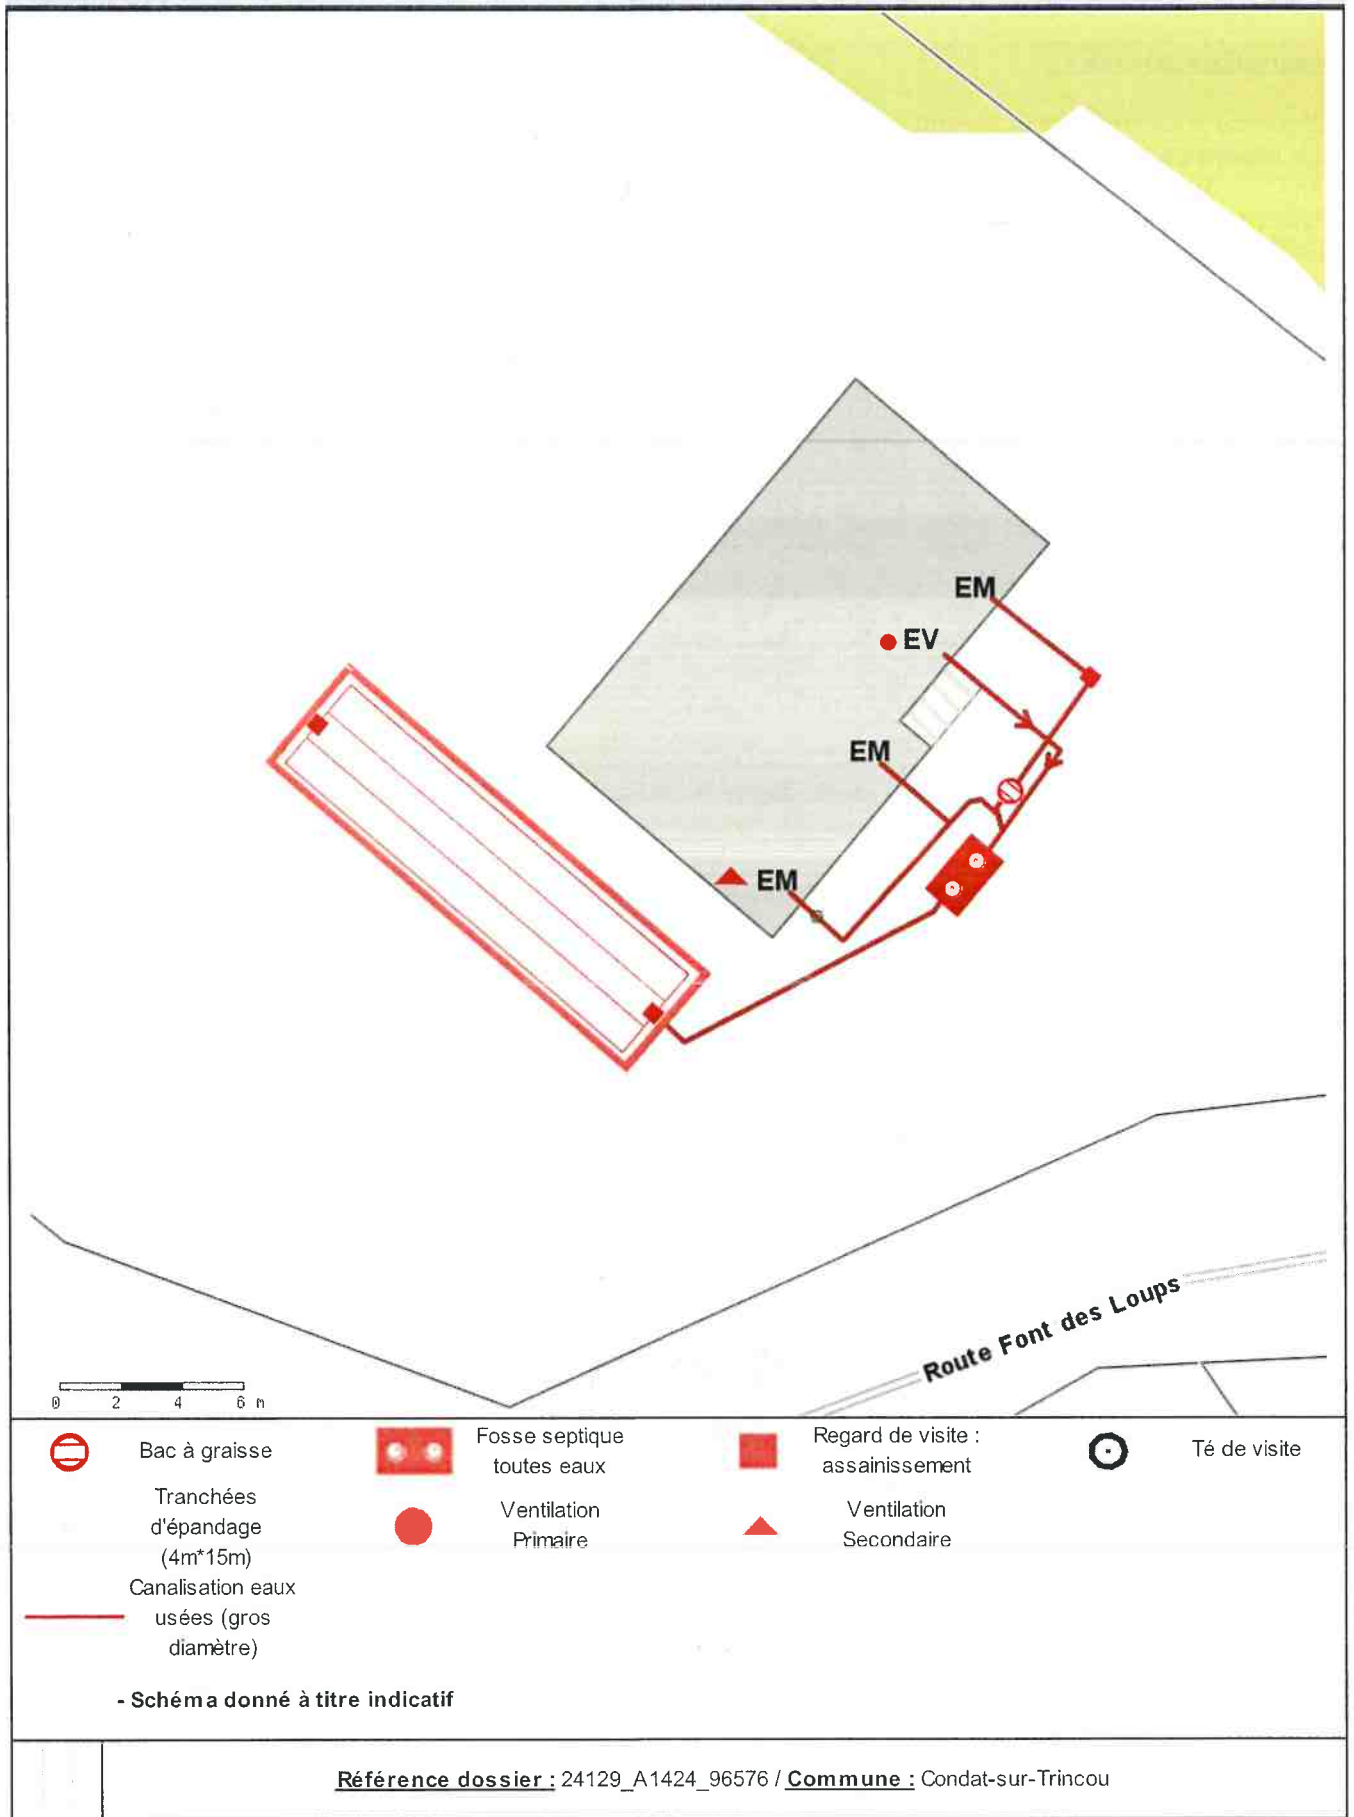 EM
EV
EM
EM
Route Font des Loups
0 2 4 6 m
Bac à graisse
Fosse septique
toutes eaux
Regard de visite :
assainissement
Té de visite
Tranchées
d'épandage
(4m*15m)
Ventilation
Primaire
Ventilation
Secondaire
Canalisation eaux
usées (gros
diamètre)
- Schéma donné à titre indicatif
Référence dossier : 24129_A1424_96576 / Commune : Condat-sur-Trincou